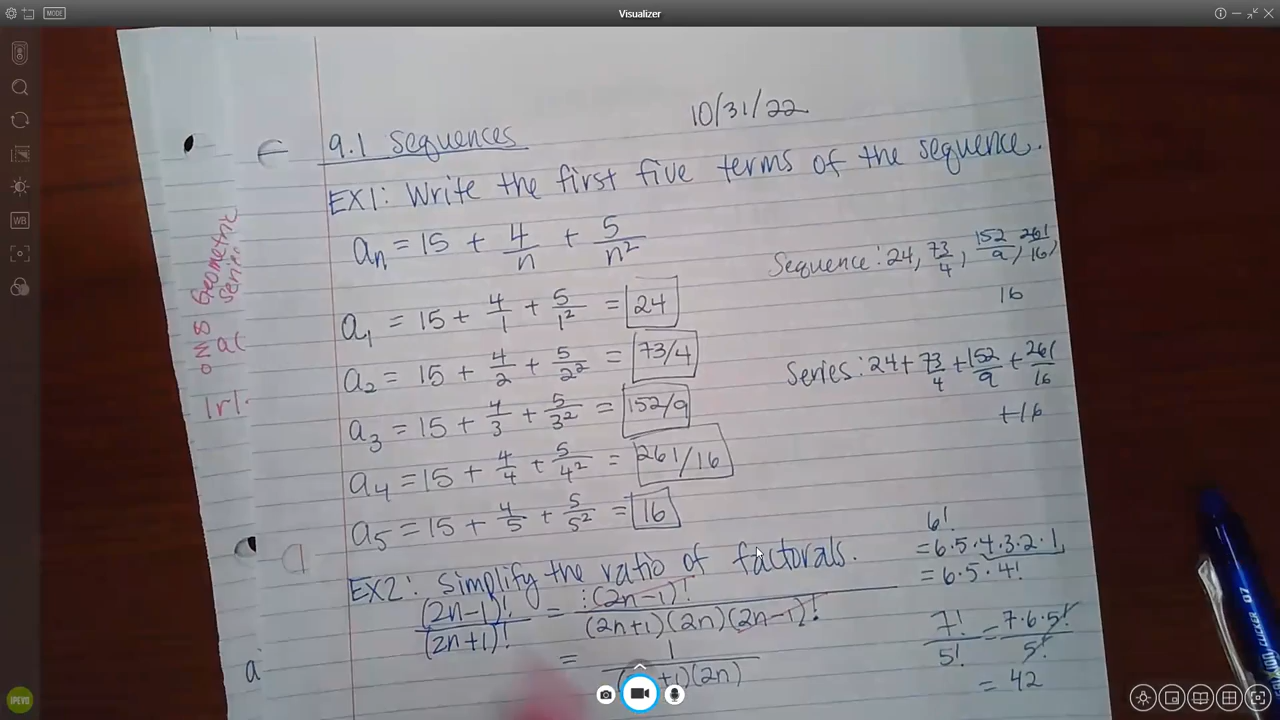 MODE
Visualizer
10/31/22
9.1 Sequences
EX1: Write the first five terms of the sequence.
an = 15 + 4/n + 5/n²
Sequence: 24, 73/4, 152/9, 261/16,
16
a1 = 15 + 4/1 + 5/1² = 24
a2 = 15 + 4/2 + 5/2² = 73/4
Series: 24 + 73/4 + 152/9 + 261/16
+16
a3 = 15 + 4/3 + 5/3² = 152/9
a4 = 15 + 4/4 + 5/4² = 261/16
a5 = 15 + 4/5 + 5/5² = 16
6!
= 6·5·4·3·2·1
= 6·5·4!
EX2: Simplify the ratio of factorals.
(2n-1)!/(2n+1)! = (2n-1)!/(2n+1)(2n)(2n-1)!
7!/5! = 7·6·5!/5!
= 1/(2n+1)(2n)
= 42
Geometric
Seri
|r|
a
WB
IPEVO